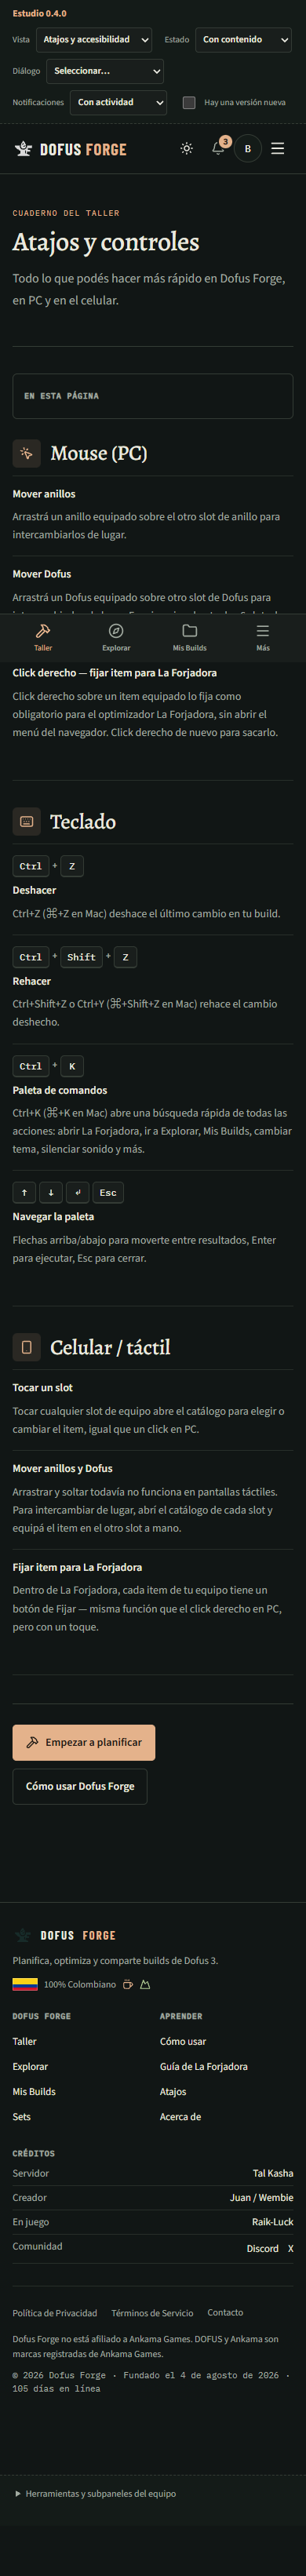 Estudio 0.4.0
Vista Atajos y accesibilidad Estado Con contenido
Diálogo Seleccionar...
Notificaciones Con actividad Hay una versión nueva
DOFUS FORGE 3 B
CUADERNO DEL TALLER
Atajos y controles
Todo lo que podés hacer más rápido en Dofus Forge,
en PC y en el celular.
EN ESTA PÁGINA
Mouse (PC)
Mover anillos
Arrastrá un anillo equipado sobre el otro slot de anillo para
intercambiarlos de lugar.
Mover Dofus
Arrastrá un Dofus equipado sobre otro slot de Dofus para
Taller Explorar Mis Builds Más
Click derecho — fijar item para La Forjadora
Click derecho sobre un item equipado lo fija como
obligatorio para el optimizador La Forjadora, sin abrir el
menú del navegador. Click derecho de nuevo para sacarlo.
Teclado
Ctrl + Z
Deshacer
Ctrl+Z (⌘+Z en Mac) deshace el último cambio en tu build.
Ctrl + Shift + Z
Rehacer
Ctrl+Shift+Z o Ctrl+Y (⌘+Shift+Z en Mac) rehace el cambio
deshecho.
Ctrl + K
Paleta de comandos
Ctrl+K (⌘+K en Mac) abre una búsqueda rápida de todas las
acciones: abrir La Forjadora, ir a Explorar, Mis Builds, cambiar
tema, silenciar sonido y más.
↑ ↓ ↵ Esc
Navegar la paleta
Flechas arriba/abajo para moverte entre resultados, Enter
para ejecutar, Esc para cerrar.
Celular / táctil
Tocar un slot
Tocar cualquier slot de equipo abre el catálogo para elegir o
cambiar el item, igual que un click en PC.
Mover anillos y Dofus
Arrastrar y soltar todavía no funciona en pantallas táctiles.
Para intercambiar de lugar, abrí el catálogo de cada slot y
equipá el item en el otro slot a mano.
Fijar item para La Forjadora
Dentro de La Forjadora, cada item de tu equipo tiene un
botón de Fijar — misma función que el click derecho en PC,
pero con un toque.
Empezar a planificar
Cómo usar Dofus Forge
DOFUS FORGE
Planifica, optimiza y comparte builds de Dofus 3.
100% Colombiano
DOFUS FORGE APRENDER
Taller Cómo usar
Explorar Guía de La Forjadora
Mis Builds Atajos
Sets Acerca de
CRÉDITOS
Servidor Tal Kasha
Creador Juan / Wembie
En juego Raik-Luck
Comunidad Discord X
Política de Privacidad Términos de Servicio Contacto
Dofus Forge no está afiliado a Ankama Games. DOFUS y Ankama son
marcas registradas de Ankama Games.
© 2026 Dofus Forge · Fundado el 4 de agosto de 2026 ·
105 días en línea
▶ Herramientas y subpaneles del equipo